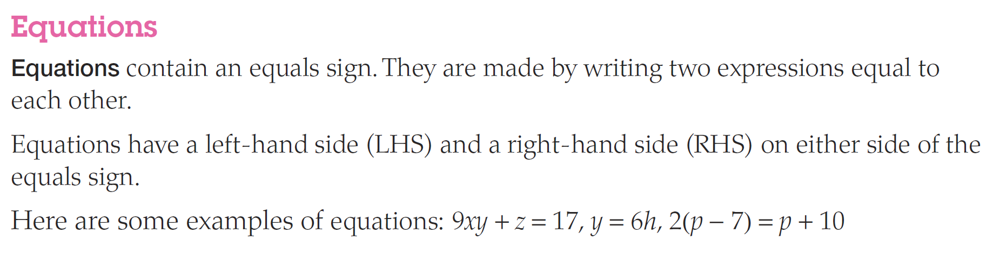 Equations
Equations contain an equals sign. They are made by writing two expressions equal to
each other.
Equations have a left-hand side (LHS) and a right-hand side (RHS) on either side of the
equals sign.
Here are some examples of equations: 9xy + z = 17, y = 6h, 2(p − 7) = p + 10